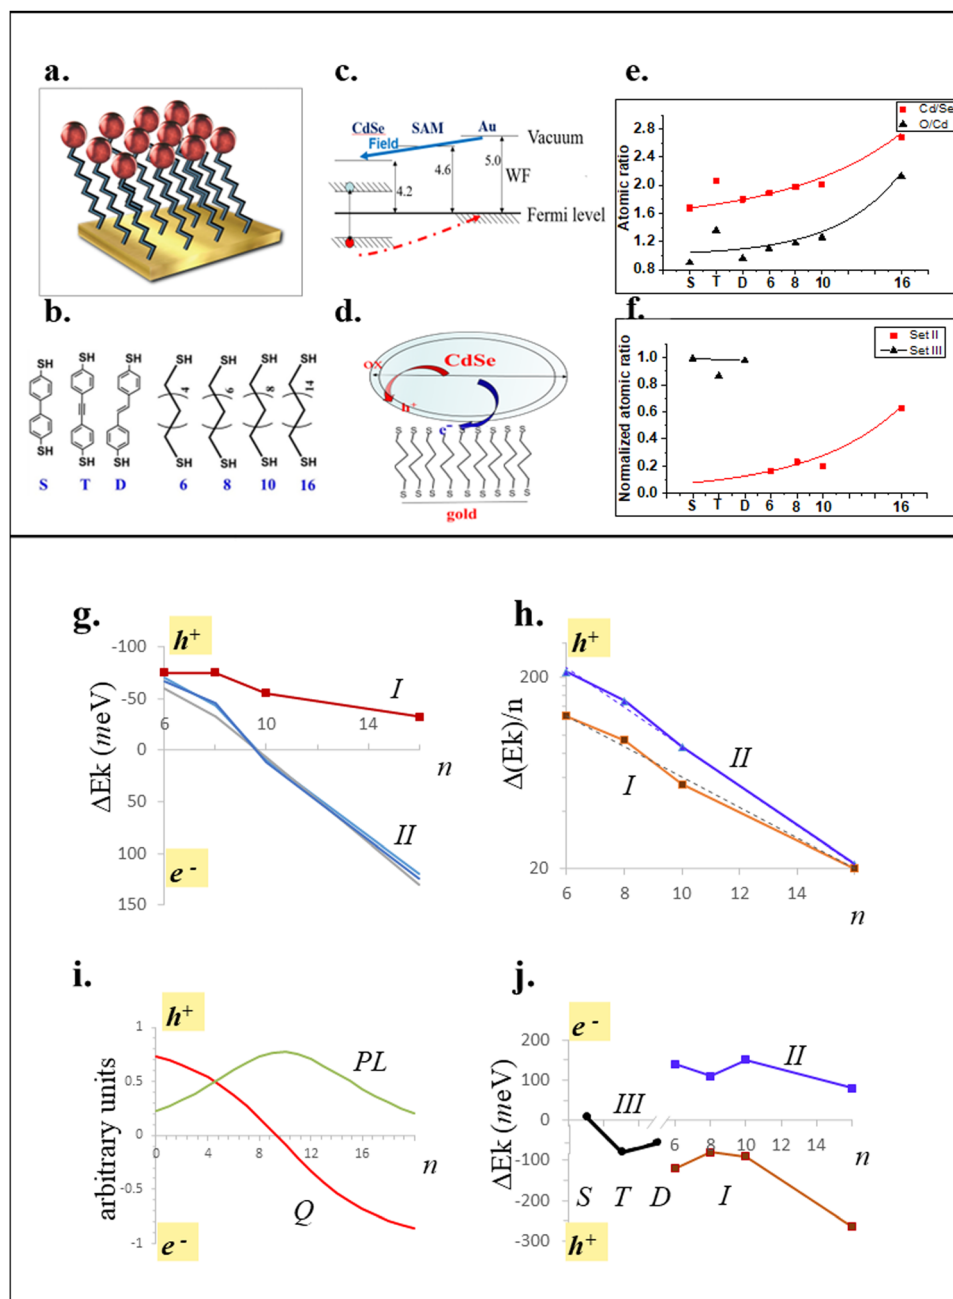 a.
b.
SH SH SH SH SH SH SH
4 6 8 10 14
SH SH SH SH SH SH SH
S T D 6 8 10 16
c.
CdSe SAM Au
Field
Vacuum
4.2 4.6 5.0 WF
Fermi level
d.
OX CdSe
h+
e−
S S S S S S S S
S S S S S S S S S
gold
e.
Cd/Se
O/Cd
Atomic ratio
2.8
2.4
2.0
1.6
1.2
0.8
S T D 6 8 10 16
f.
Set II
Set III
Normalized atomic ratio
1.0
0.8
0.6
0.4
0.2
0.0
S T D 6 8 10 16
g.
h+
ΔEk (meV)
-100
-50
0
50
100
150
6 10 14
I
II
n
e -
h.
h+
Δ(Ek)/n
200
20
6 8 10 12 14
I
II
n
i.
h+
arbitrary units
1
0.5
0
-0.5
-1
0 4 8 12 16
PL
Q
n
e -
j.
e -
ΔEk (meV)
200
100
0
-100
-200
-300
6 8 10 12 14
II
III
I
S T D
n
h+